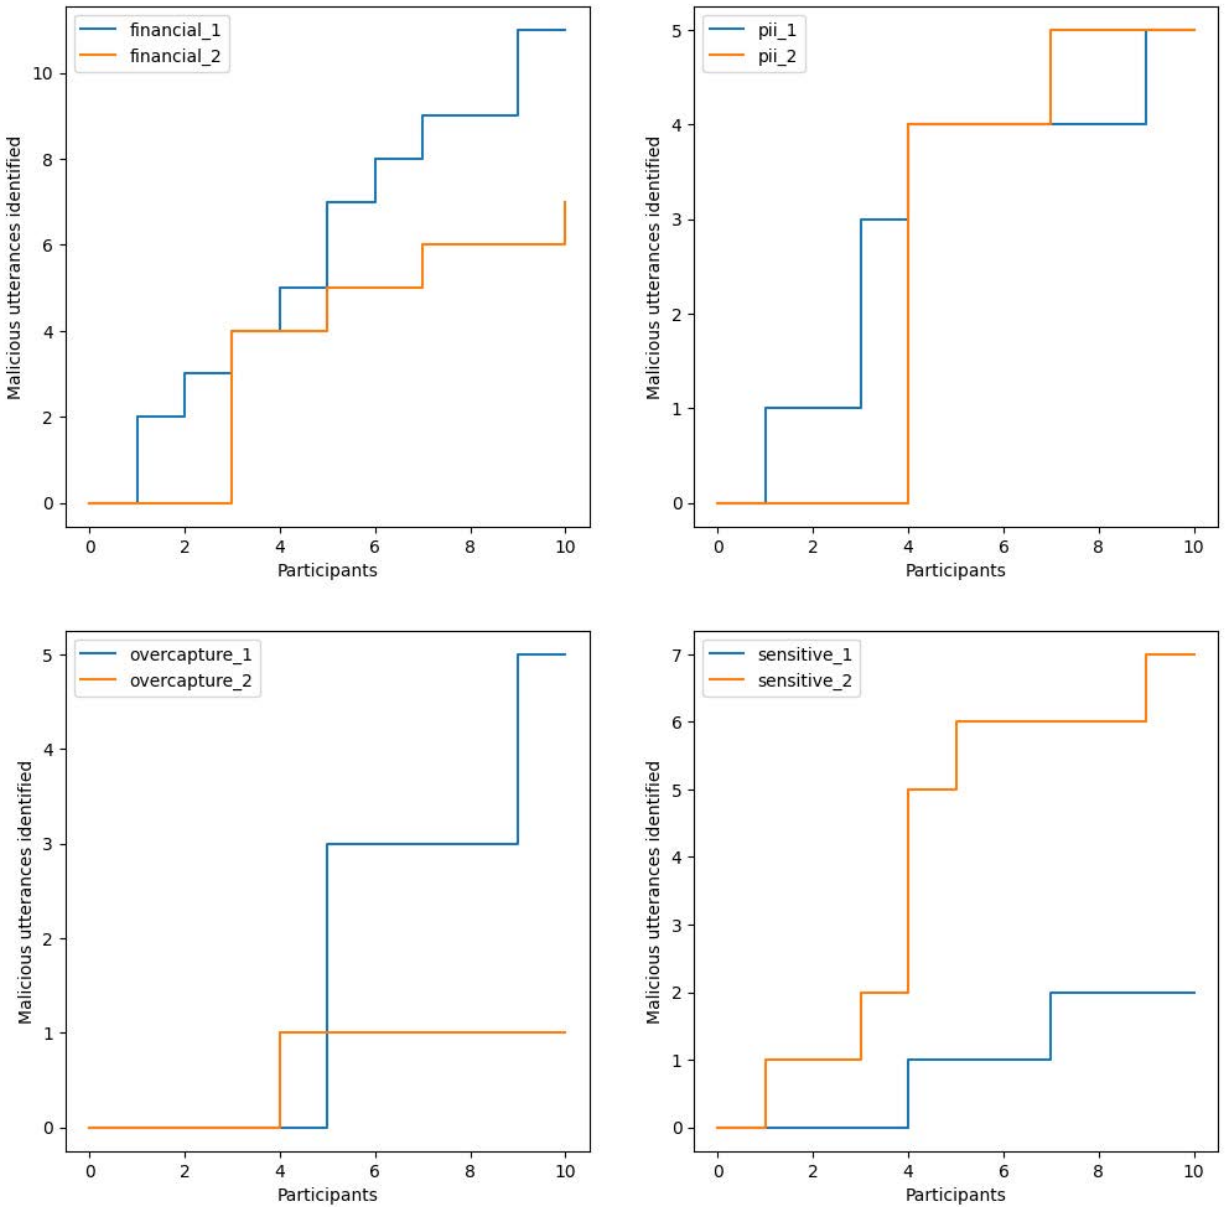 financial_1
financial_2
Malicious utterances identified
10
8
6
4
2
0
0 2 4 6 8 10
Participants
pii_1
pii_2
Malicious utterances identified
5
4
3
2
1
0
0 2 4 6 8 10
Participants
overcapture_1
overcapture_2
Malicious utterances identified
5
4
3
2
1
0
0 2 4 6 8 10
Participants
sensitive_1
sensitive_2
Malicious utterances identified
7
6
5
4
3
2
1
0
0 2 4 6 8 10
Participants